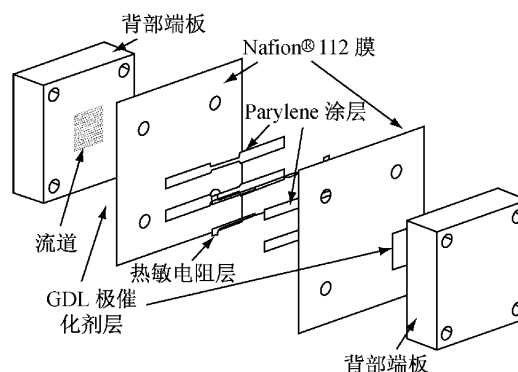 背部端板
Nafion® 112 膜
Parylene 涂层
流道
热敏电阻层
GDL 极催
化剂层
背部端板